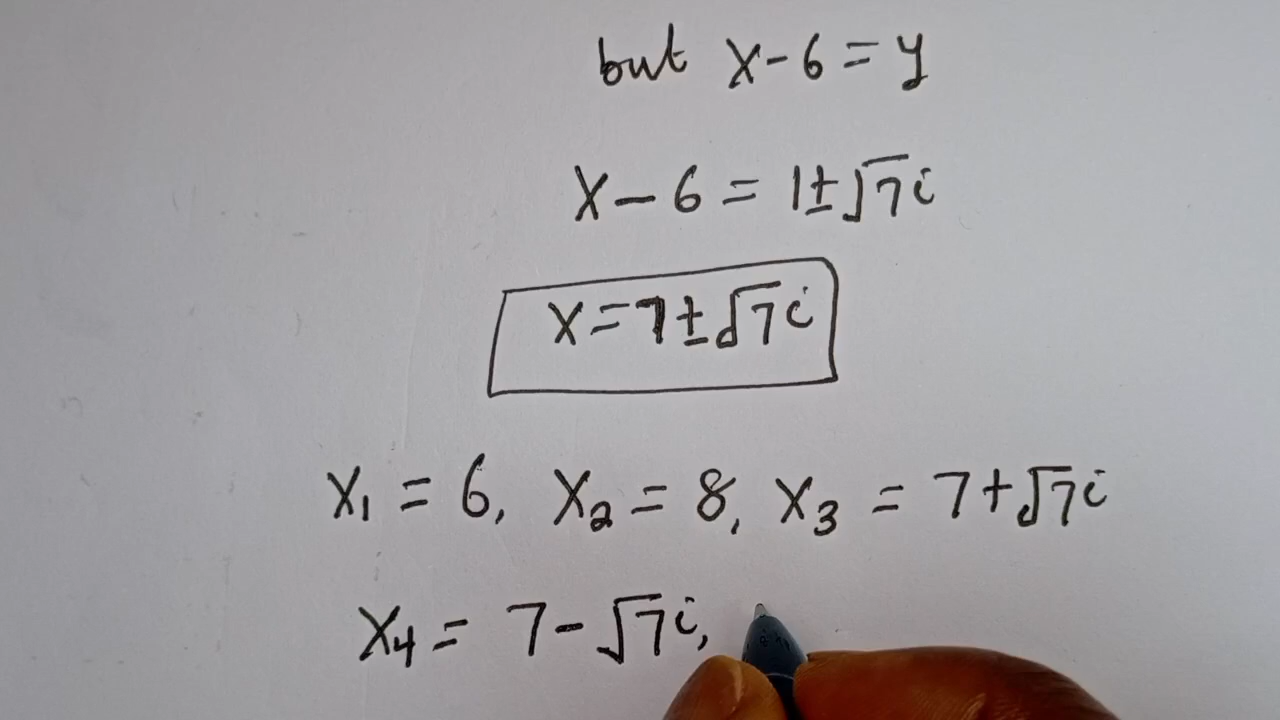 but x-6=y
x-6=1±√7i
x=7±√7i
x₁=6, x₂=8, x₃=7+√7i
x₄=7-√7i,